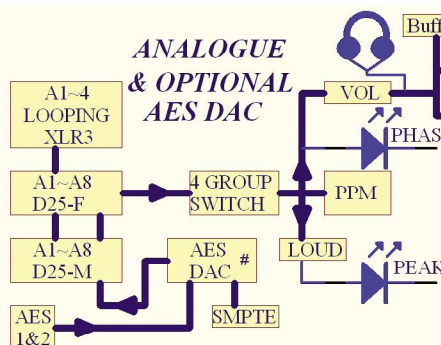 ANALOGUE
& OPTIONAL
AES DAC
Buff
VOL
PHAS
A1~4
LOOPING
XLR3
A1~A8
D25-F
4 GROUP
SWITCH
PPM
A1~A8
D25-M
AES
DAC #
LOUD
PEAK
SMPTE
AES
1&2